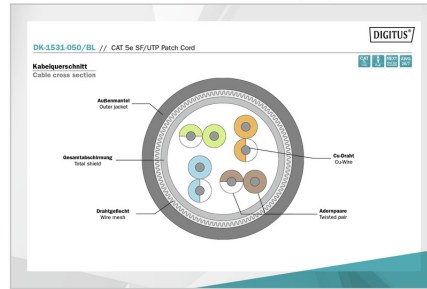 DIGITUS®
DK-1531-050/BL // CAT 5e SF/UTP Patch Cord
Kabelquerschnitt
Cable cross section
Außenmantel
Outer jacket
Gesamtabschirmung
Total shield
Drahtgeflecht
Wire mesh
Cu-Draht
Cu-Wire
Adernpaare
Twisted pair